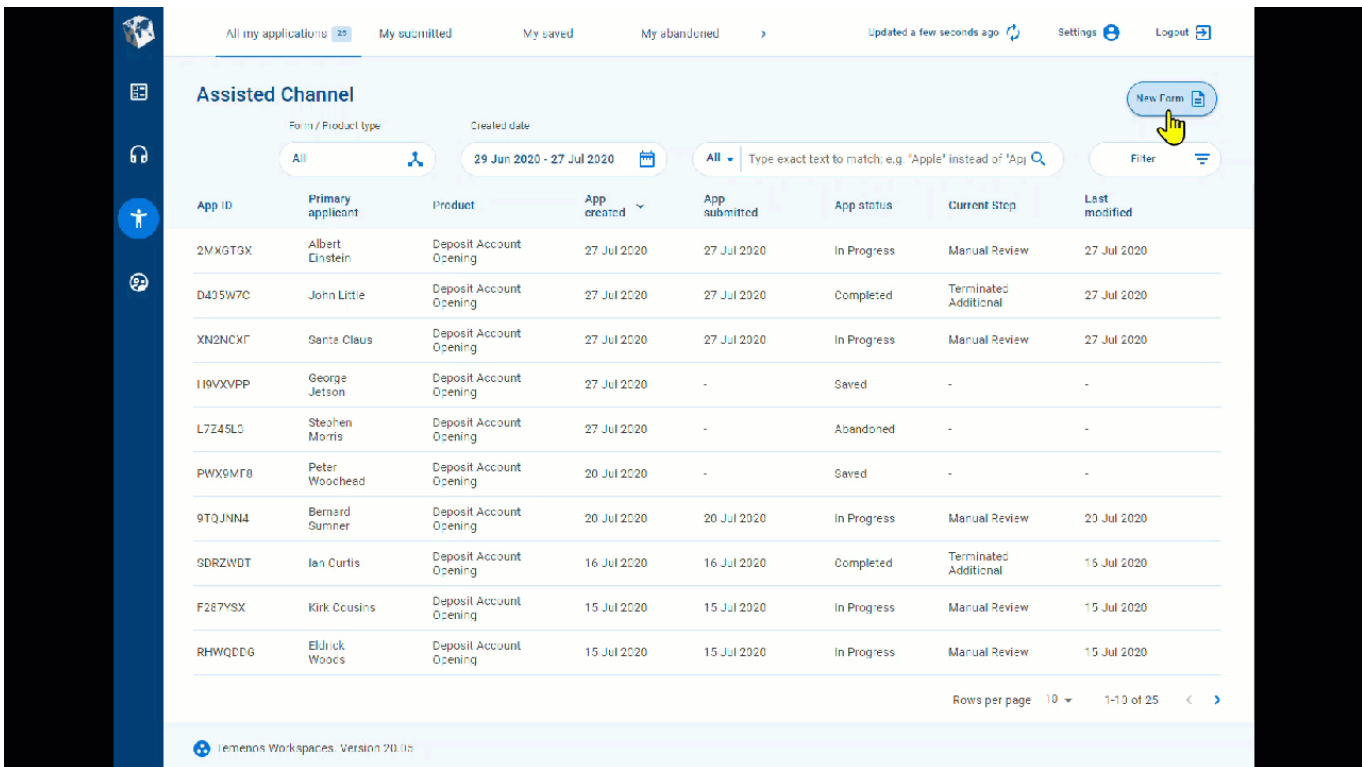 All my applications 25 My submitted My saved My abandoned Updated a few seconds ago Settings Logout
Assisted Channel
New Form
Form / Product type Created date
All 29 Jun 2020 - 27 Jul 2020 All Type exact text to match; e.g. "Apple" instead of "Ap Filter
App ID Primary applicant Product App created App submitted App status Current Step Last modified
Albert Einstein Deposit Account Opening 27 Jul 2020 27 Jul 2020 In Progress Manual Review 27 Jul 2020
D435W7C John Little Deposit Account Opening 27 Jul 2020 27 Jul 2020 Completed Terminated Additional 27 Jul 2020
Santa Claus Deposit Account Opening 27 Jul 2020 27 Jul 2020 In Progress Manual Review 27 Jul 2020
George Jetson Deposit Account Opening 27 Jul 2020 - Saved - -
Stephen Morris Deposit Account Opening 27 Jul 2020 - Abandoned - -
Peter Woodhead Deposit Account Opening 20 Jul 2020 - Saved - -
9TQJNN4 Bernard Sumner Deposit Account Opening 20 Jul 2020 20 Jul 2020 In Progress Manual Review 20 Jul 2020
Ian Curtis Deposit Account Opening 16 Jul 2020 16 Jul 2020 Completed Terminated Additional 16 Jul 2020
F287YSX Kirk Cousins Deposit Account Opening 15 Jul 2020 15 Jul 2020 In Progress Manual Review 15 Jul 2020
Eldrick Woods Deposit Account Opening 15 Jul 2020 15 Jul 2020 In Progress Manual Review 15 Jul 2020
Rows per page 10 1-10 of 25
Temenos Workspaces. Version 20.05